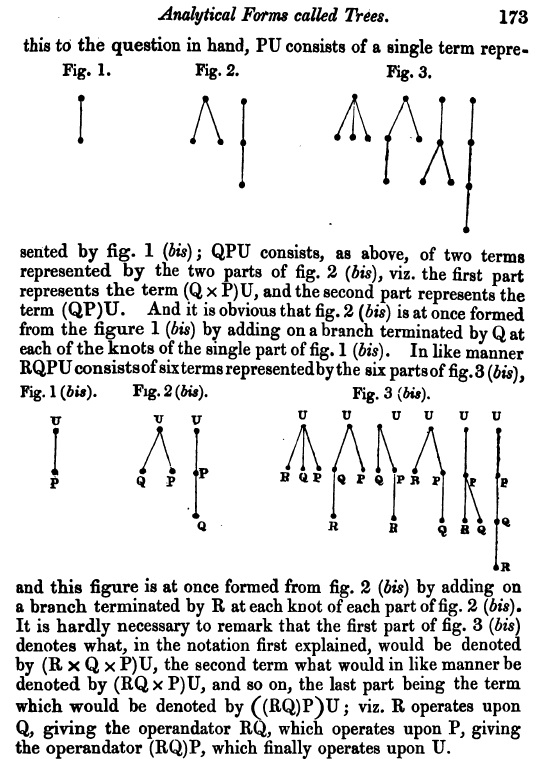 Analytical Forms called Trees. 173
this to the question in hand, PU consists of a single term repre-
Fig. 1. Fig. 2. Fig. 3.
sented by fig. 1 (bis); QPU consists, as above, of two terms
represented by the two parts of fig. 2 (bis), viz. the first part
represents the term (Q × P)U, and the second part represents the
term (QP)U. And it is obvious that fig. 2 (bis) is at once formed
from the figure 1 (bis) by adding on a branch terminated by Q at
each of the knots of the single part of fig. 1 (bis). In like manner
RQPU consists of six terms represented by the six parts of fig. 3 (bis),
Fig. 1 (bis). Fig. 2 (bis). Fig. 3 (bis).
U U U U U U U U U
P Q P P R Q P Q P Q P R P P P
Q R R Q R Q Q
R
and this figure is at once formed from fig. 2 (bis) by adding on
a branch terminated by R at each knot of each part of fig. 2 (bis).
It is hardly necessary to remark that the first part of fig. 3 (bis)
denotes what, in the notation first explained, would be denoted
by (R × Q × P)U, the second term what would in like manner be
denoted by (RQ × P)U, and so on, the last part being the term
which would be denoted by ((RQ)P)U; viz. R operates upon
Q, giving the operandator RQ, which operates upon P, giving
the operandator (RQ)P, which finally operates upon U.